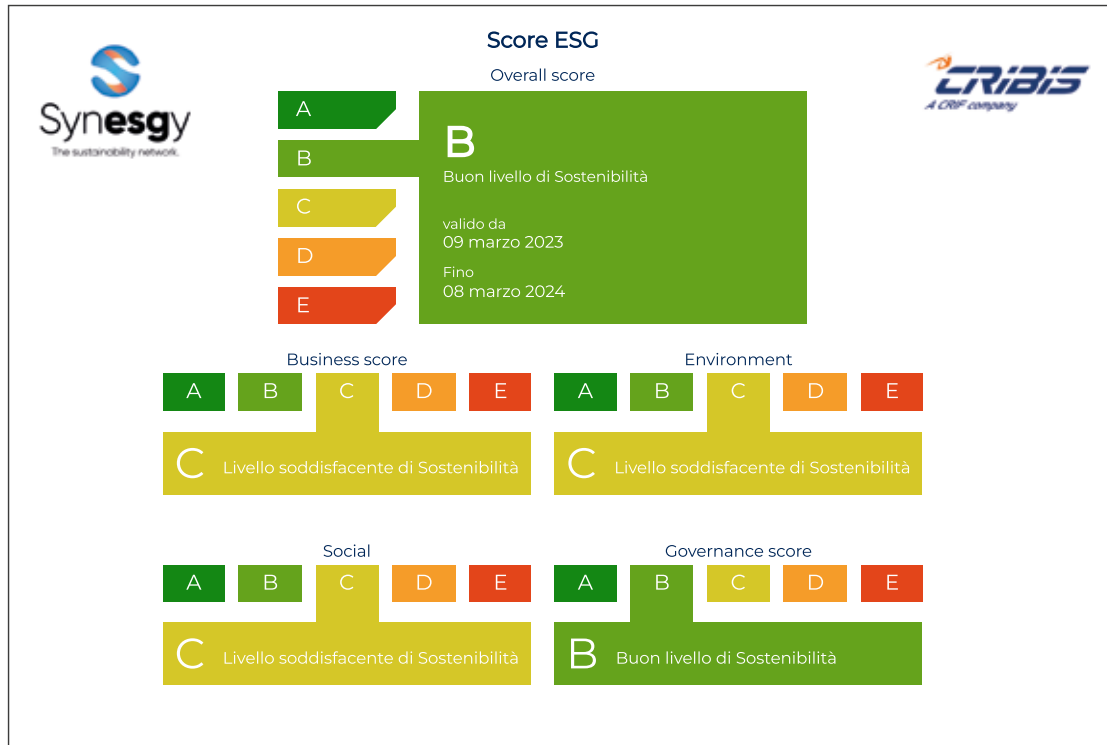 Score ESG
Overall score
Synesgy
The sustainability network.
CRIBIS
A CRIF company
A
B
C
D
E
B
Buon livello di Sostenibilità
valido da
09 marzo 2023
Fino
08 marzo 2024
Business score
A B C D E
C Livello soddisfacente di Sostenibilità
Environment
A B C D E
C Livello soddisfacente di Sostenibilità
Social
A B C D E
C Livello soddisfacente di Sostenibilità
Governance score
A B C D E
B Buon livello di Sostenibilità